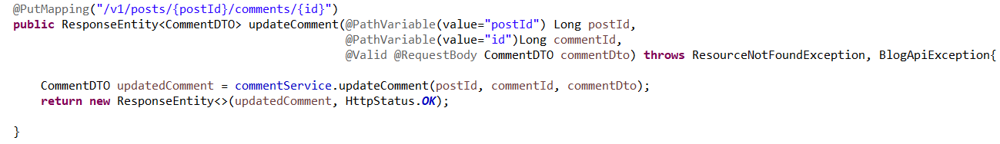 @PutMapping("/v1/posts/{postId}/comments/{id}")
public ResponseEntity<CommentDTO> updateComment(@PathVariable(value="postId") Long postId,
@PathVariable(value="id")Long commentId,
@Valid @RequestBody CommentDTO commentDto) throws ResourceNotFoundException, BlogApiException{
CommentDTO updatedComment = commentService.updateComment(postId, commentId, commentDto);
return new ResponseEntity<>(updatedComment, HttpStatus.OK);
}